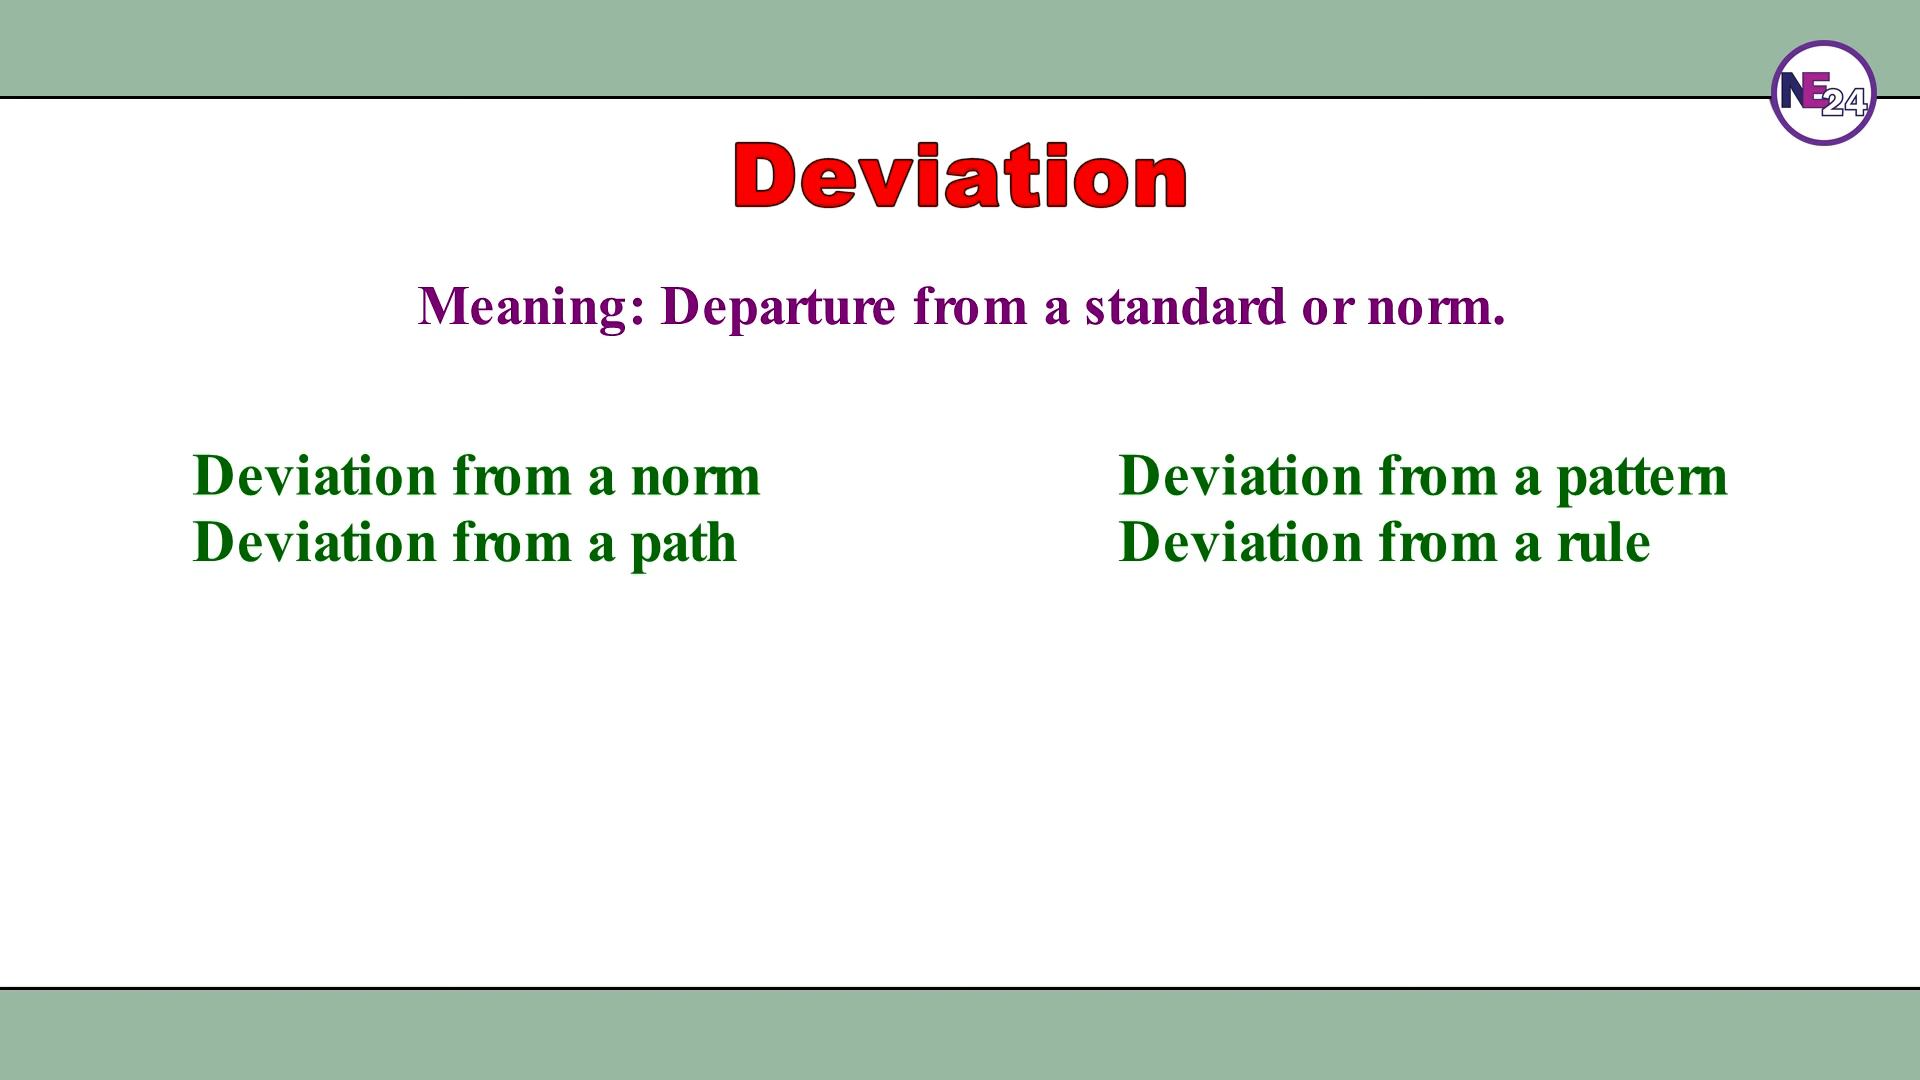 NE24
Deviation
Meaning: Departure from a standard or norm.
Deviation from a norm
Deviation from a path
Deviation from a pattern
Deviation from a rule